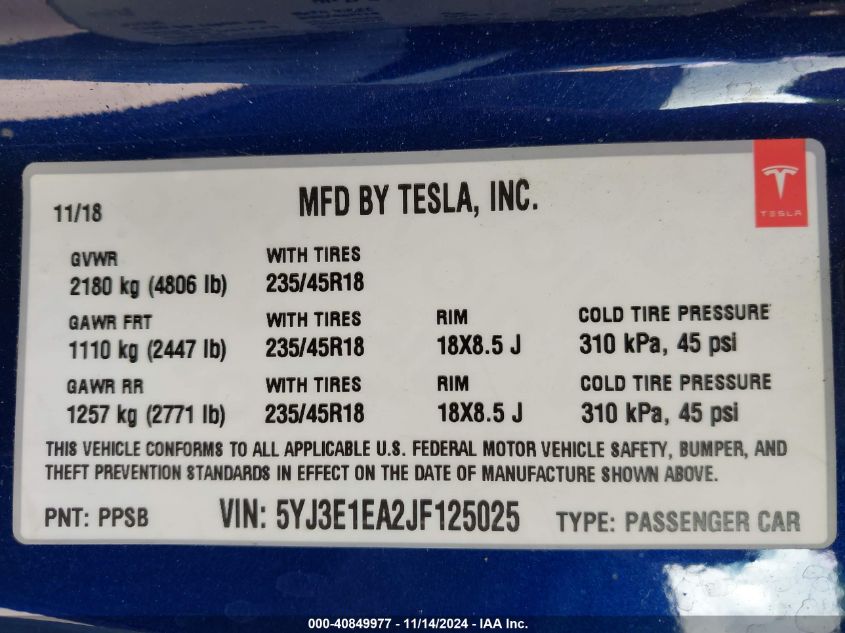 11/18
MFD BY TESLA, INC.
TESLA
GVWR WITH TIRES
2180 kg (4806 lb) 235/45R18
GAWR FRT WITH TIRES RIM COLD TIRE PRESSURE
1110 kg (2447 lb) 235/45R18 18X8.5 J 310 kPa, 45 psi
GAWR RR WITH TIRES RIM COLD TIRE PRESSURE
1257 kg (2771 lb) 235/45R18 18X8.5 J 310 kPa, 45 psi
THIS VEHICLE CONFORMS TO ALL APPLICABLE U.S. FEDERAL MOTOR VEHICLE SAFETY, BUMPER, AND
THEFT PREVENTION STANDARDS IN EFFECT ON THE DATE OF MANUFACTURE SHOWN ABOVE.
PNT: PPSB VIN: 5YJ3E1EA2JF125025 TYPE: PASSENGER CAR
000-40849977 - 11/14/2024 - IAA Inc.